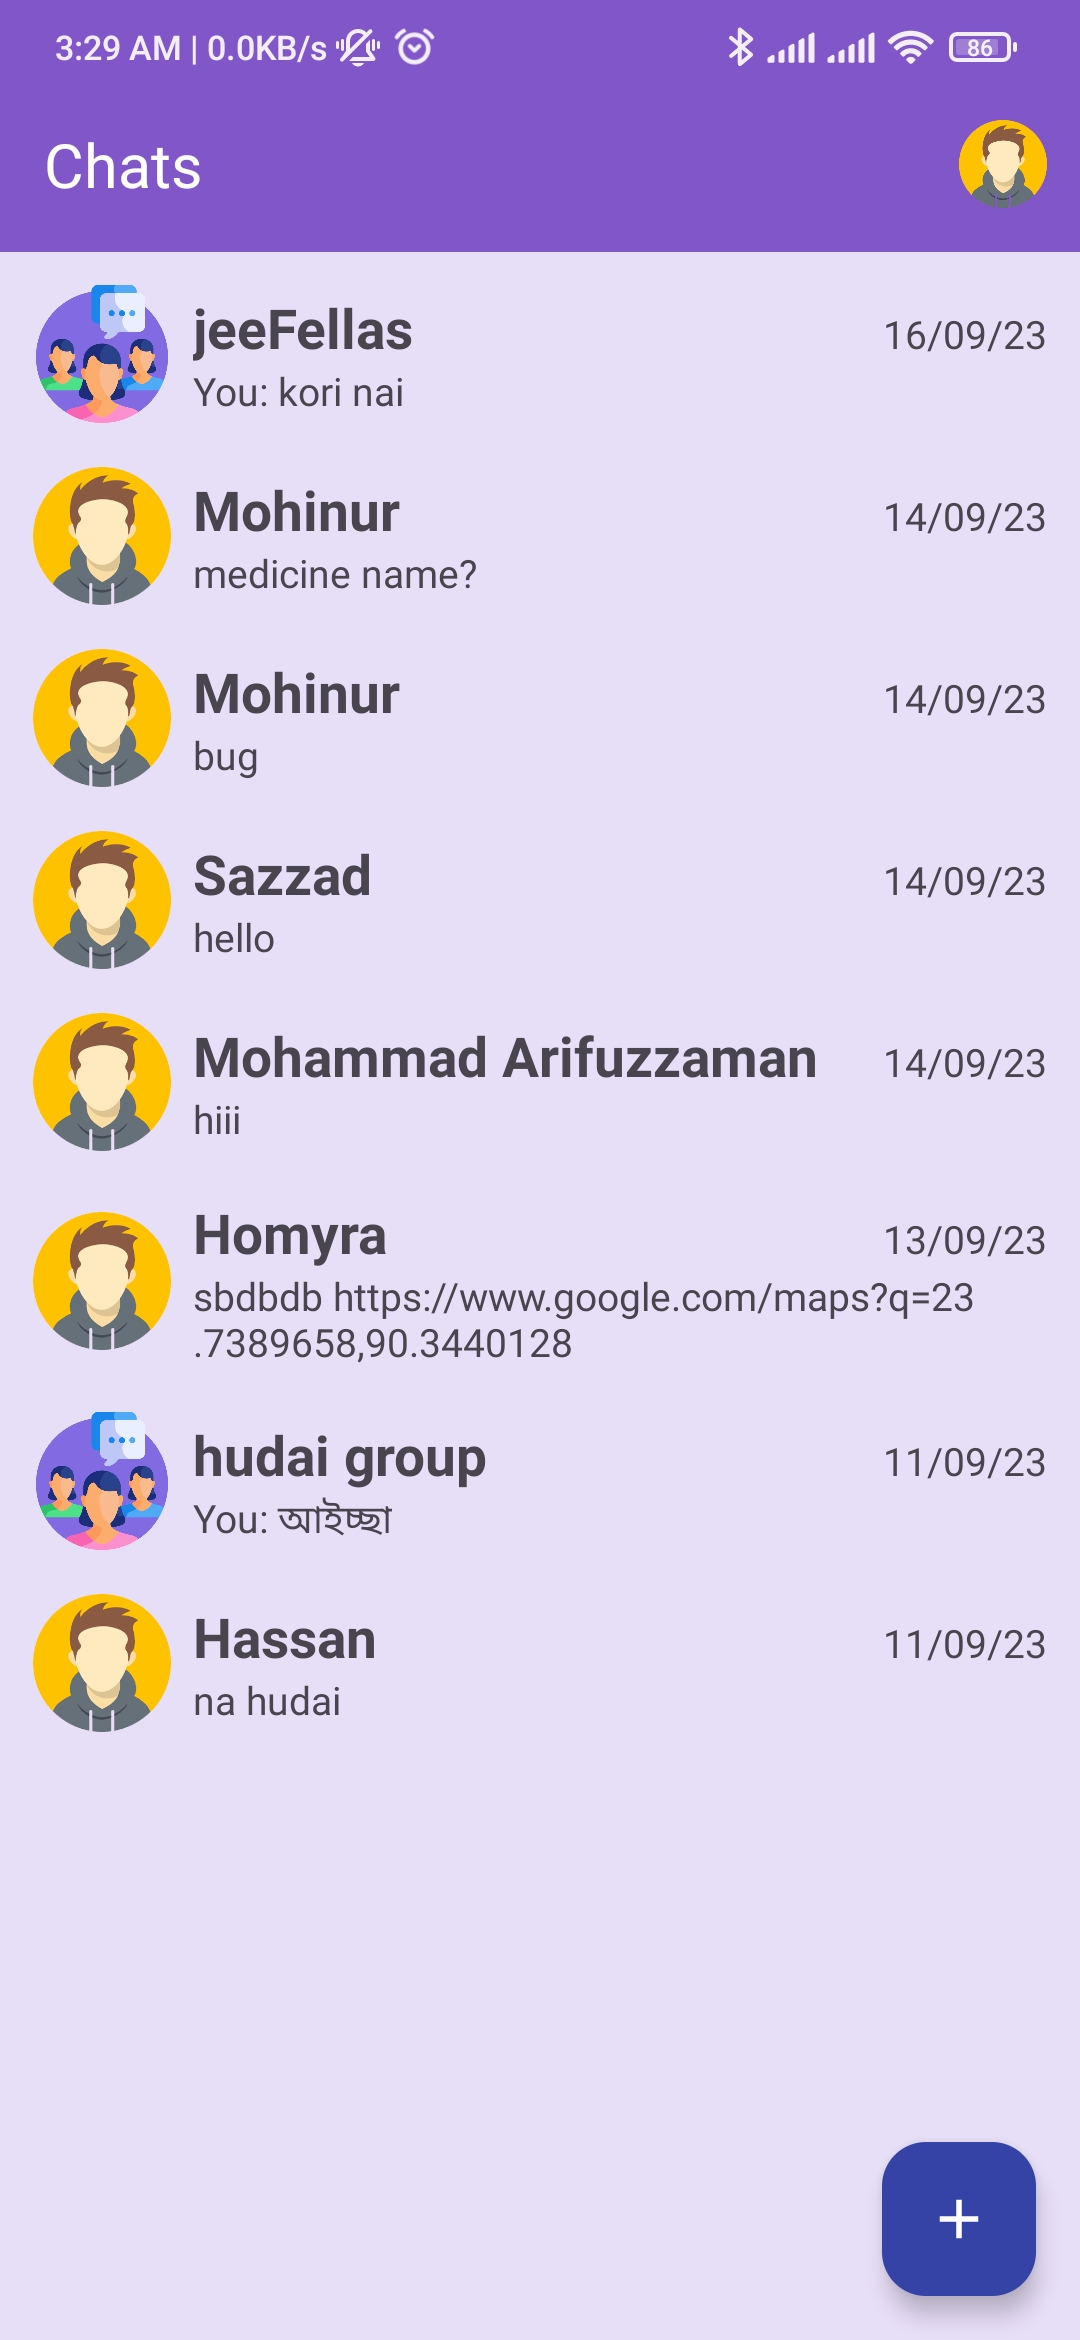 3:29 AM | 0.0KB/s
86
Chats
jeeFellas
16/09/23
You: kori nai
Mohinur
14/09/23
medicine name?
Mohinur
14/09/23
bug
Sazzad
14/09/23
hello
Mohammad Arifuzzaman
14/09/23
hiii
Homyra
13/09/23
sbdbdb https://www.google.com/maps?q=23
.7389658,90.3440128
hudai group
11/09/23
You: আইচ্ছা
Hassan
11/09/23
na hudai